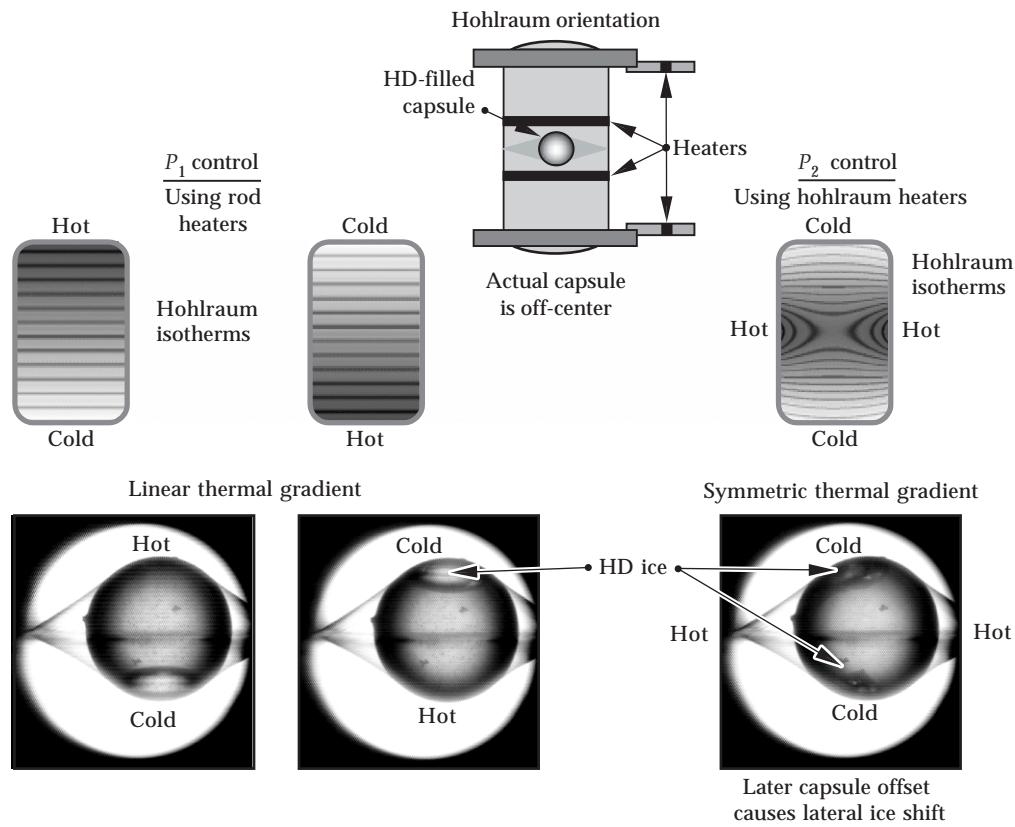 Hohlraum orientation
HD-filled
capsule
Heaters
Actual capsule
is off-center
P₁ control
Using rod
heaters
Hot
Cold
Hohlraum
isotherms
Cold
Hot
P₂ control
Using hohlraum heaters
Cold
Hohlraum
isotherms
Hot
Hot
Cold
Linear thermal gradient
Hot
Cold
Cold
Hot
HD ice
Symmetric thermal gradient
Cold
Hot
Hot
Cold
Later capsule offset
causes lateral ice shift